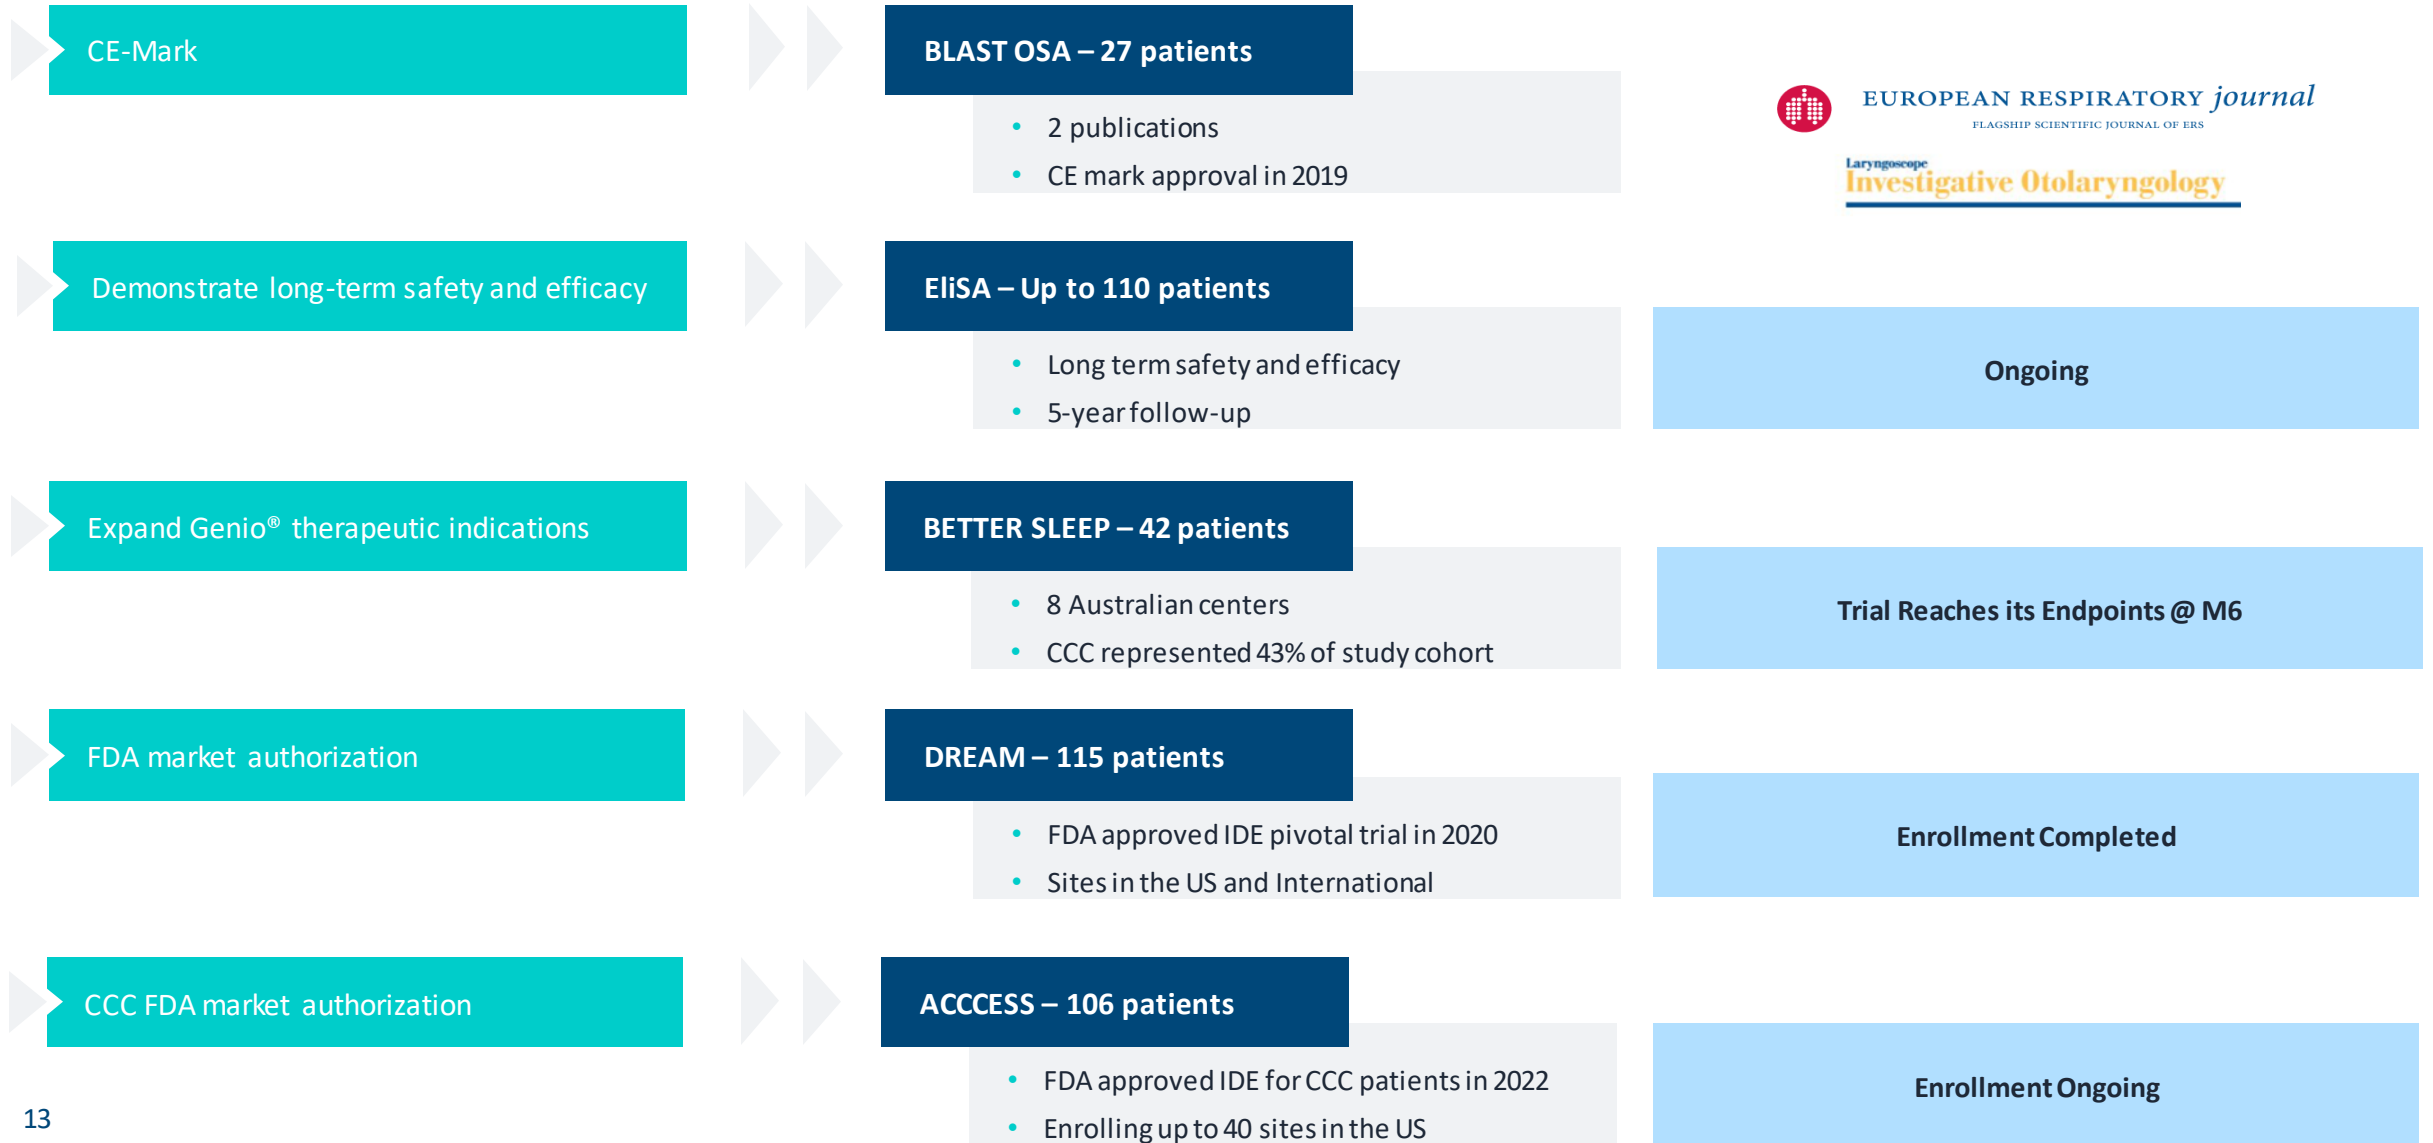 CE-Mark
BLAST OSA – 27 patients
• 2 publications
• CE mark approval in 2019
EUROPEAN RESPIRATORY journal
FLAGSHIP SCIENTIFIC JOURNAL OF ERS
Laryngoscope
Investigative Otolaryngology
Demonstrate long-term safety and efficacy
EliSA – Up to 110 patients
• Long term safety and efficacy
• 5-year follow-up
Ongoing
Expand Genio® therapeutic indications
BETTER SLEEP – 42 patients
• 8 Australian centers
• CCC represented 43% of study cohort
Trial Reaches its Endpoints @ M6
FDA market authorization
DREAM – 115 patients
• FDA approved IDE pivotal trial in 2020
• Sites in the US and International
Enrollment Completed
CCC FDA market authorization
ACCCESS – 106 patients
• FDA approved IDE for CCC patients in 2022
• Enrolling up to 40 sites in the US
Enrollment Ongoing
13